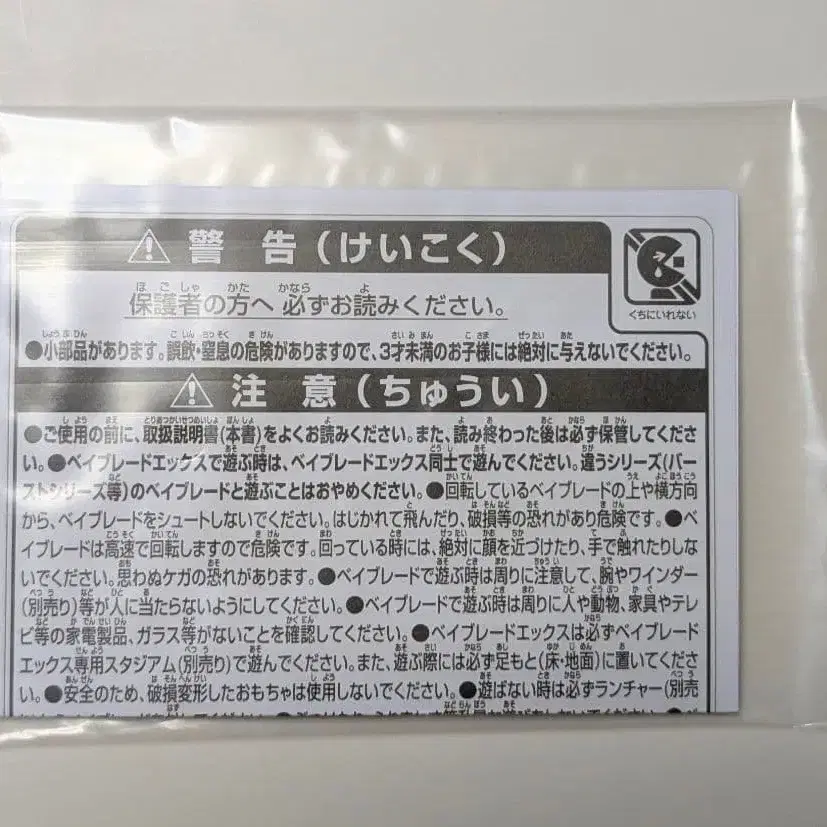 警告(けいこく)
くちにいれない
保護者の方へ 必ずお読みください。
●小部品があります。誤飲・窒息の危険がありますので、3才未満のお子様には絶対に与えないでください。
注意(ちゅうい)
●ご使用の前に、取扱説明書(本書)をよくお読みください。また、読み終わった後は必ず保管してくださ
い。●ベイブレードエックスで遊ぶ時は、ベイブレードエックス同士で遊んでください。違うシリーズ(バー
ストシリーズ等)のベイブレードと遊ぶことはおやめください。●回転しているベイブレードの上や横方向
から、ベイブレードをシュートしないでください。はじかれて飛んだり、破損等の恐れがあり危険です。●ベ
イブレードは高速で回転しますので危険です。回っている時には、絶対に顔を近づけたり、手で触れたりしな
いでください。思わぬケガの恐れがあります。●ベイブレードで遊ぶ時は周りに注意して、腕やワインダー
(別売り)等が人に当たらないようにしてください。●ベイブレードで遊ぶ時は周りに人や動物、家具やテレ
ビ等の家電製品、ガラス等がないことを確認してください。●ベイブレードエックスは必ずベイブレード
エックス専用スタジアム(別売り)で遊んでください。また、遊ぶ際には必ず足もと(床・地面)に置いてくださ
い。●安全のため、破損変形したおもちゃは使用しないでください。●遊ばない時は必ずランチャー(別売